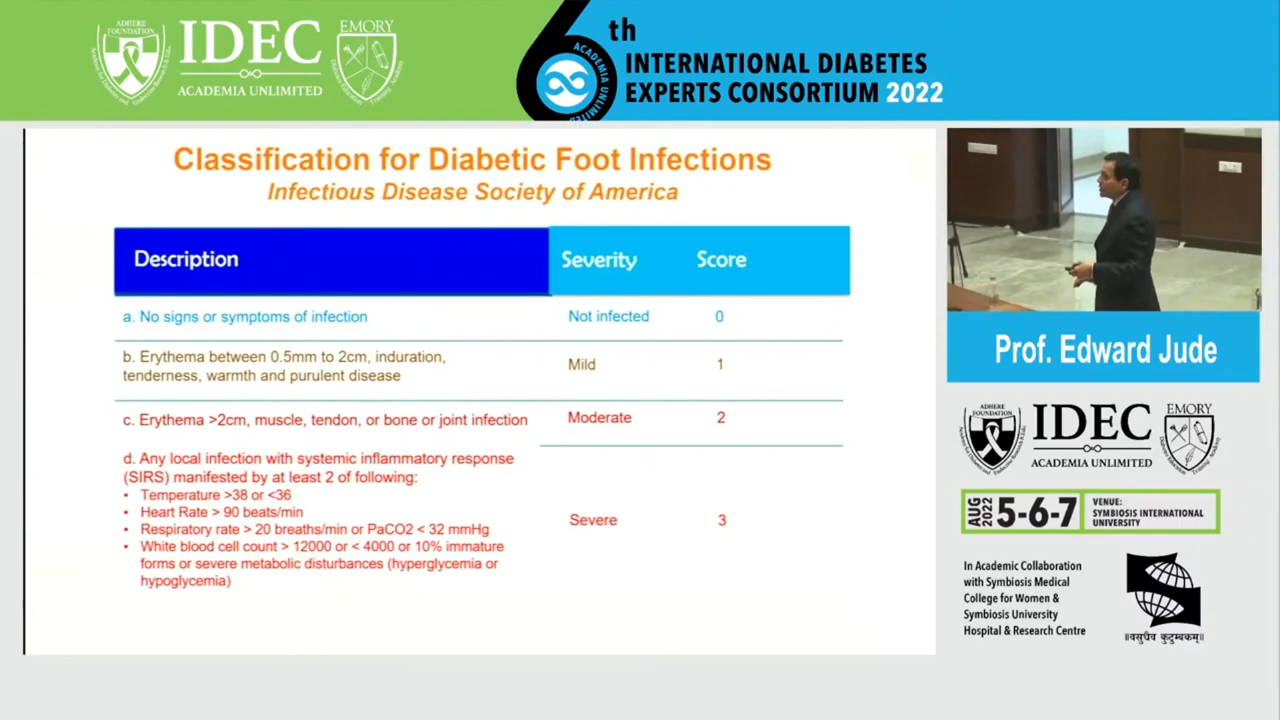 ADHERE
FOUNDATION
IDEC
ACADEMIA UNLIMITED
EMORY
6th
ACADEMIA UNLIMITED
INTERNATIONAL DIABETES
EXPERTS CONSORTIUM 2022
Classification for Diabetic Foot Infections
Infectious Disease Society of America
Description Severity Score
a. No signs or symptoms of infection Not infected 0
b. Erythema between 0.5mm to 2cm, induration,
tenderness, warmth and purulent disease Mild 1
c. Erythema >2cm, muscle, tendon, or bone or joint infection Moderate 2
d. Any local infection with systemic inflammatory response
(SIRS) manifested by at least 2 of following:
• Temperature >38 or <36
• Heart Rate > 90 beats/min
• Respiratory rate > 20 breaths/min or PaCO2 < 32 mmHg
• White blood cell count > 12000 or < 4000 or 10% immature
forms or severe metabolic disturbances (hyperglycemia or
hypoglycemia)
Severe 3
Prof. Edward Jude
ADHERE
FOUNDATION
IDEC
ACADEMIA UNLIMITED
EMORY
AUG
2022
5-6-7
VENUE:
SYMBIOSIS INTERNATIONAL
UNIVERSITY
In Academic Collaboration
with Symbiosis Medical
College for Women &
Symbiosis University
Hospital & Research Centre
॥वसुधैव कुटुम्बकम्॥